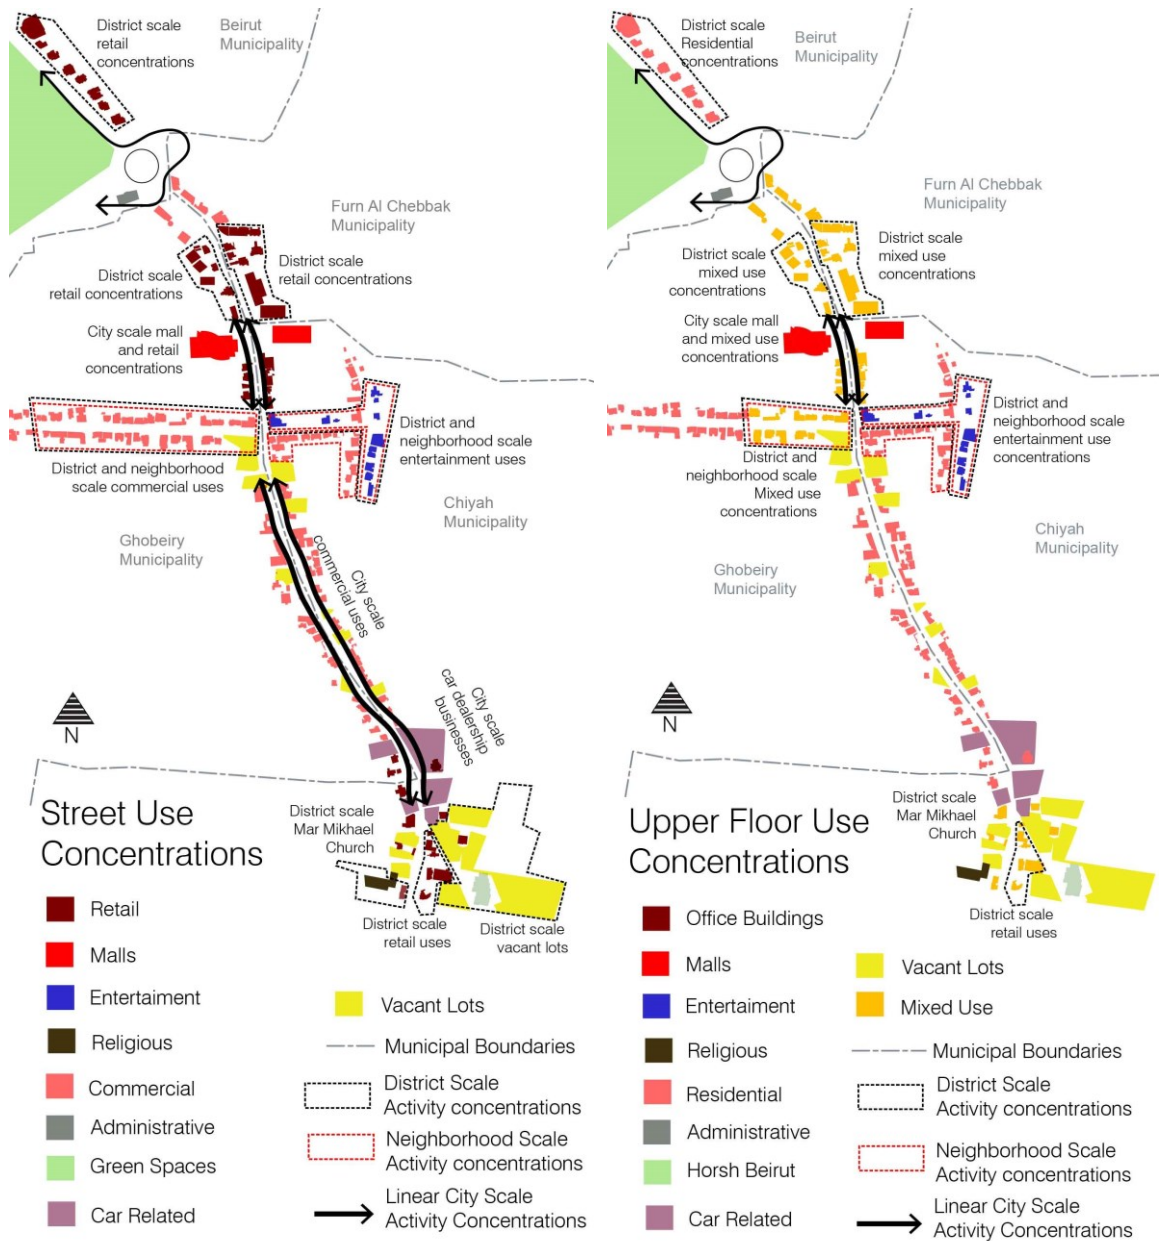 District scale
retail
concentrations
Beirut
Municipality
Furn Al Chebbak
Municipality
District scale
retail concentrations
District scale
retail concentrations
City scale mall
and retail
concentrations
District and
neighborhood scale
entertainment uses
District and neighborhood
scale commercial uses
Chiyah
Municipality
Ghobeiry
Municipality
City scale
commercial uses
City scale
car dealership
businesses
N
District scale
Mar Mikhael
Church
District scale
retail uses
District scale
vacant lots
Street Use
Concentrations
Retail
Malls
Entertaiment
Religious
Commercial
Administrative
Green Spaces
Car Related
Vacant Lots
Municipal Boundaries
District Scale
Activity concentrations
Neighborhood Scale
Activity concentrations
Linear City Scale
Activity Concentrations
District scale
Residential
concentrations
Beirut
Municipality
Furn Al Chebbak
Municipality
District scale
mixed use
concentrations
District scale
mixed use
concentrations
City scale mall
and mixed use
concentrations
District and
neighborhood scale
entertainment use
concentrations
District and
neighborhood scale
Mixed use
concentrations
Chiyah
Municipality
Ghobeiry
Municipality
N
District scale
Mar Mikhael
Church
District scale
retail uses
Upper Floor Use
Concentrations
Office Buildings
Malls
Entertaiment
Religious
Residential
Administrative
Horsh Beirut
Car Related
Vacant Lots
Mixed Use
Municipal Boundaries
District Scale
Activity concentrations
Neighborhood Scale
Activity concentrations
Linear City Scale
Activity Concentrations